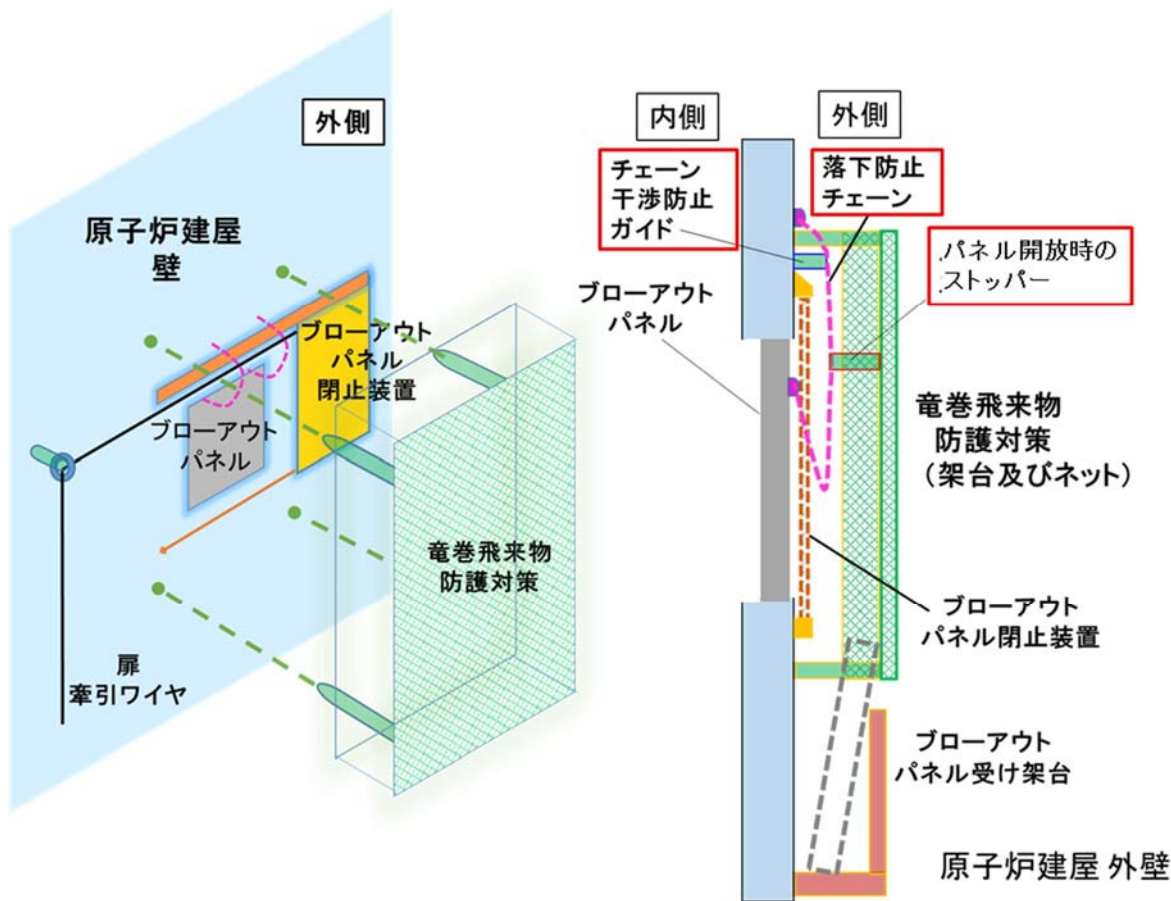 外側
原子炉建屋
壁
ブローアウト
パネル
閉止装置
ブローアウト
パネル
竜巻飛来物
防護対策
扉
牽引ワイヤ
内側
外側
チェーン
干渉防止
ガイド
落下防止
チェーン
パネル開放時の
ストッパー
ブローアウト
パネル
竜巻飛来物
防護対策
（架台及びネット）
ブローアウト
パネル閉止装置
ブローアウト
パネル受け架台
原子炉建屋 外壁